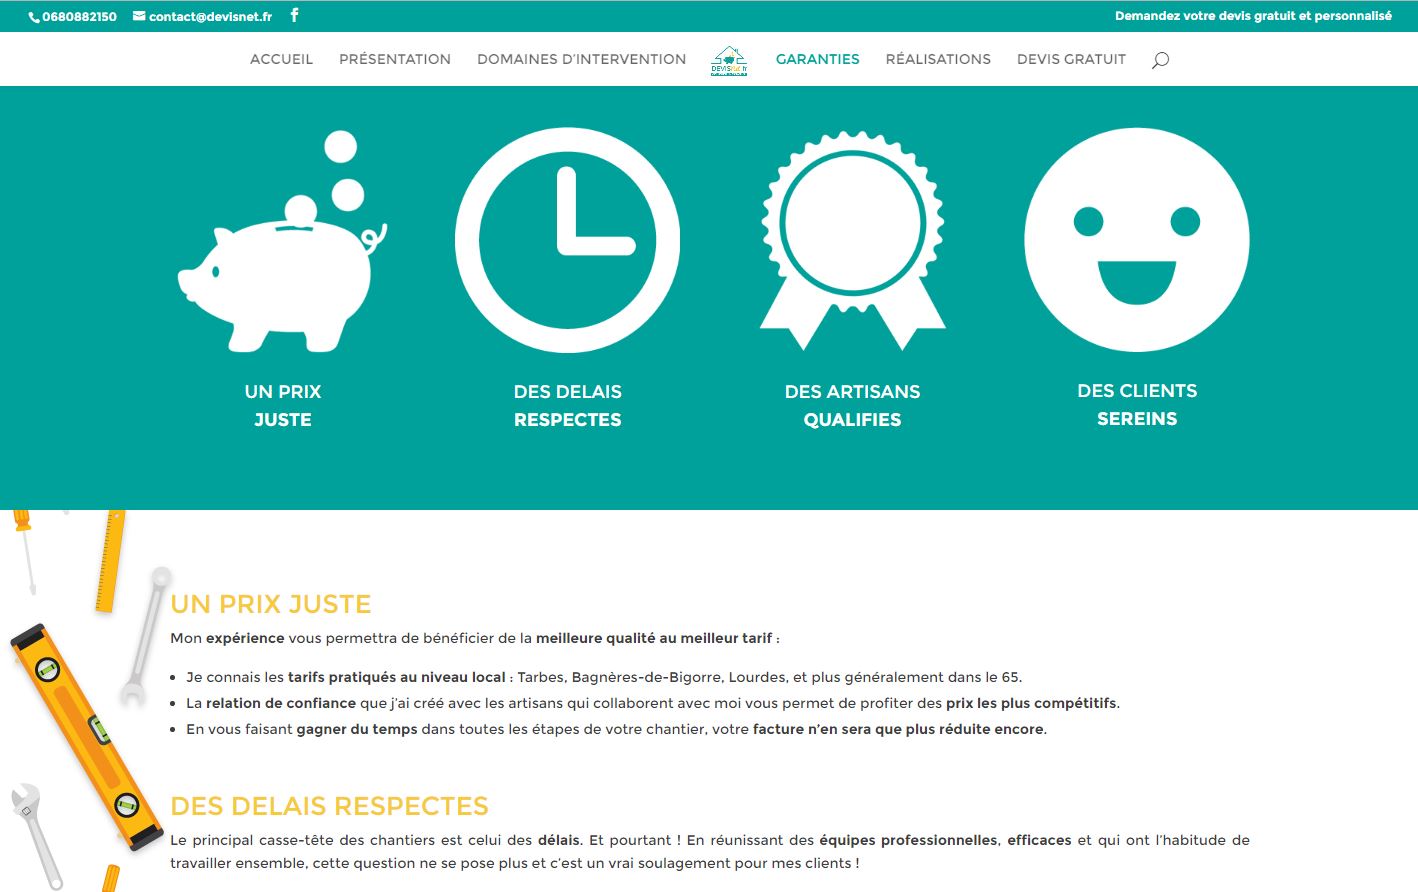 0680882150 contact@devisnet.fr
Demandez votre devis gratuit et personnalisé
ACCUEIL PRÉSENTATION DOMAINES D'INTERVENTION DEVISnet.fr GARANTIES RÉALISATIONS DEVIS GRATUIT
UN PRIX
JUSTE
DES DELAIS
RESPECTES
DES ARTISANS
QUALIFIES
DES CLIENTS
SEREINS
UN PRIX JUSTE
Mon expérience vous permettra de bénéficier de la meilleure qualité au meilleur tarif :
• Je connais les tarifs pratiqués au niveau local : Tarbes, Bagnères-de-Bigorre, Lourdes, et plus généralement dans le 65.
• La relation de confiance que j'ai créé avec les artisans qui collaborent avec moi vous permet de profiter des prix les plus compétitifs.
• En vous faisant gagner du temps dans toutes les étapes de votre chantier, votre facture n'en sera que plus réduite encore.
DES DELAIS RESPECTES
Le principal casse-tête des chantiers est celui des délais. Et pourtant ! En réunissant des équipes professionnelles, efficaces et qui ont l'habitude de
travailler ensemble, cette question ne se pose plus et c'est un vrai soulagement pour mes clients !